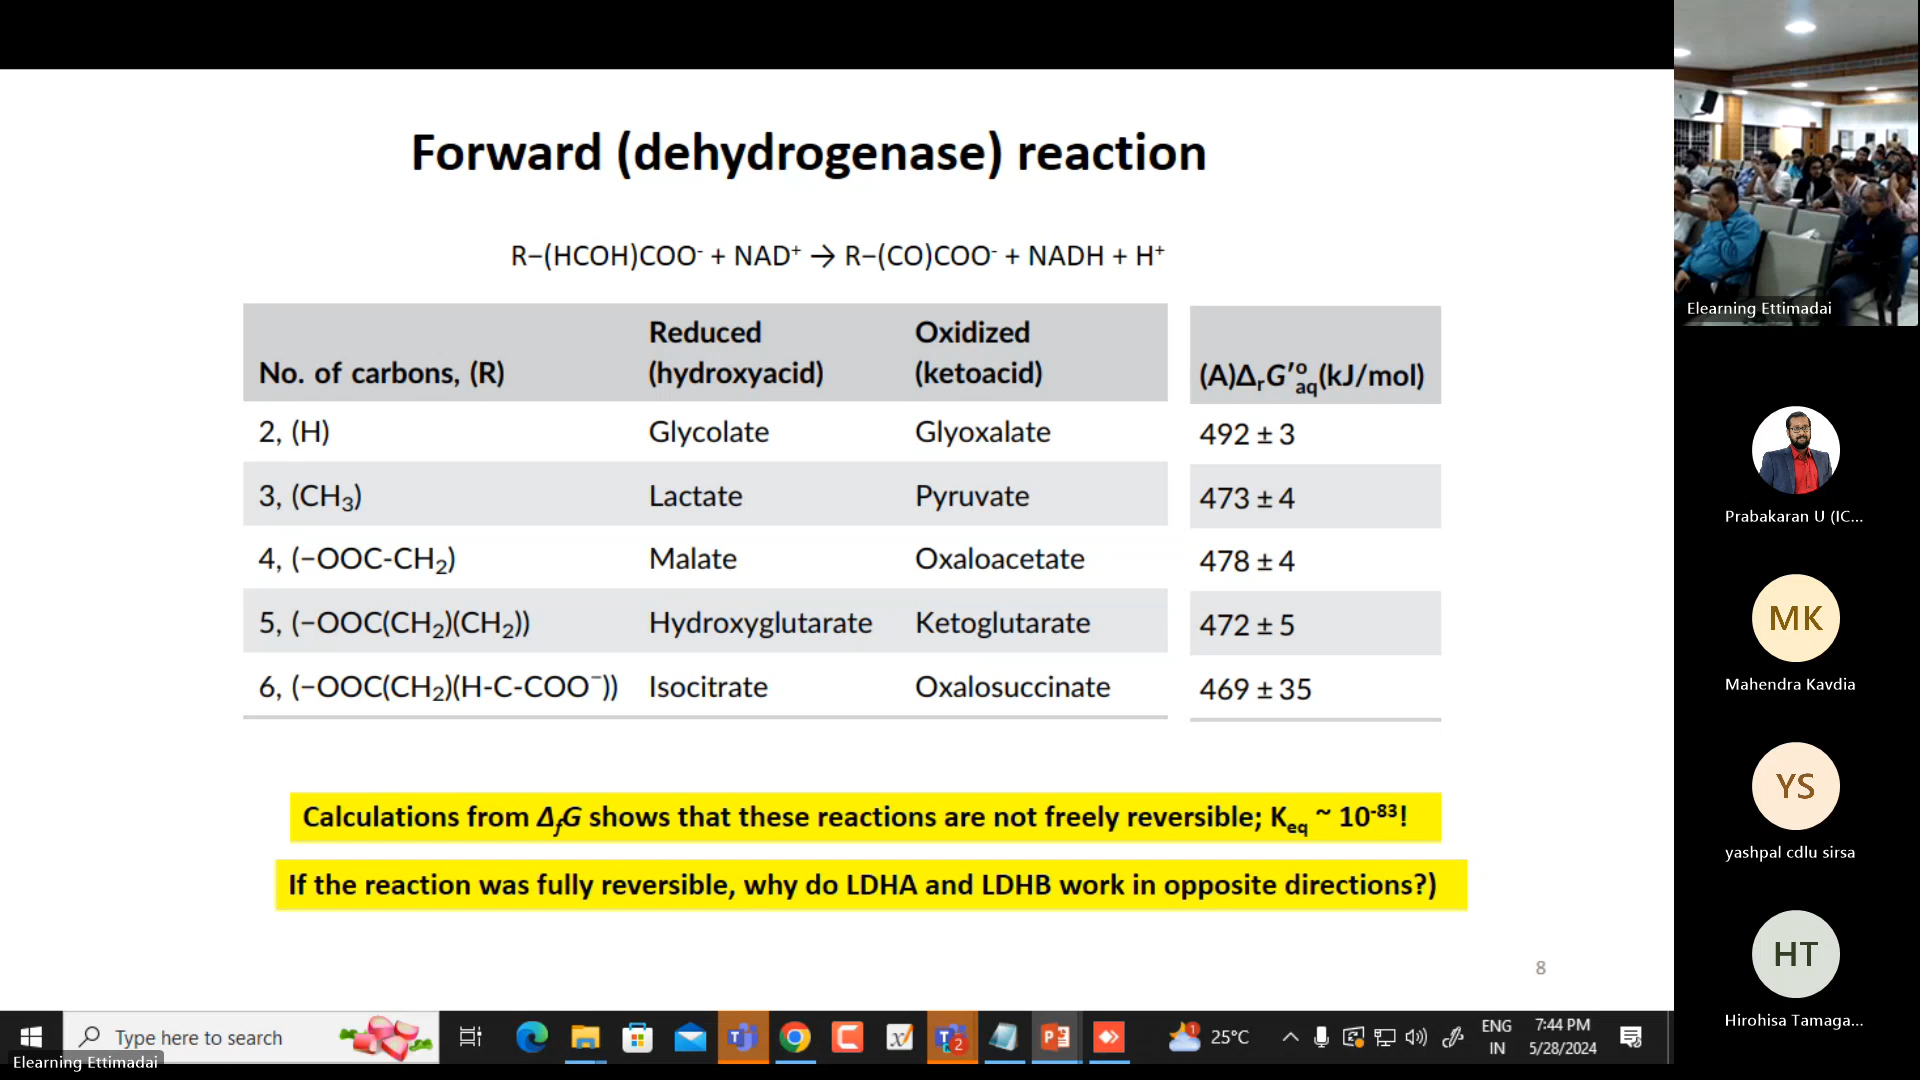 Forward (dehydrogenase) reaction
R−(HCOH)COO⁻ + NAD⁺ → R−(CO)COO⁻ + NADH + H⁺
No. of carbons, (R) Reduced (hydroxyacid) Oxidized (ketoacid) (A)ΔᵣG′ᵒaq(kJ/mol)
2, (H) Glycolate Glyoxalate 492 ± 3
3, (CH₃) Lactate Pyruvate 473 ± 4
4, (−OOC-CH₂) Malate Oxaloacetate 478 ± 4
5, (−OOC(CH₂)(CH₂)) Hydroxyglutarate Ketoglutarate 472 ± 5
6, (−OOC(CH₂)(H-C-COO⁻)) Isocitrate Oxalosuccinate 469 ± 35
Calculations from ΔfG shows that these reactions are not freely reversible; Keq ~ 10⁻⁸³!
If the reaction was fully reversible, why do LDHA and LDHB work in opposite directions?)
8
Elearning Ettimadai
Prabakaran U (IC...
MK
Mahendra Kavdia
YS
yashpal cdlu sirsa
HT
Hirohisa Tamaga...
Type here to search
2
1
25°C
ENG
IN
7:44 PM
5/28/2024
Elearning Ettimadai